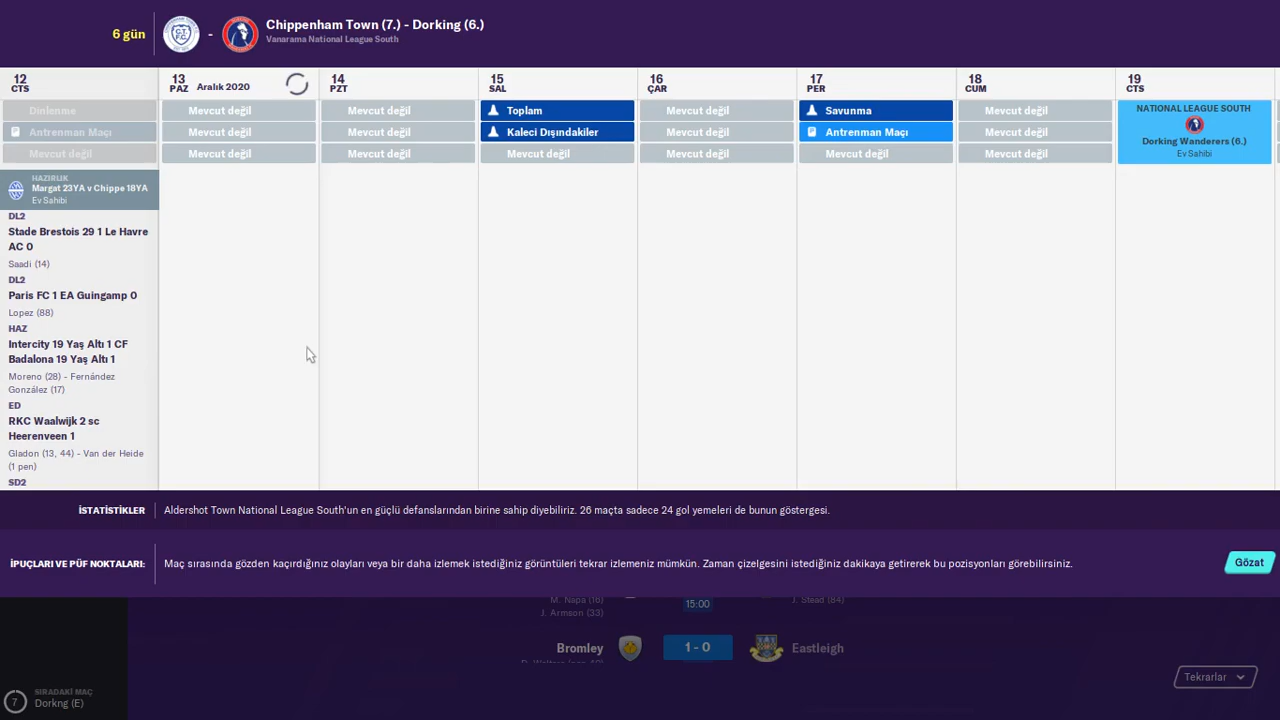 6 gün
Chippenham Town (7.) - Dorking (6.)
Vanarama National League South
12
CTS
13
PAZ Aralık 2020
14
PZT
15
SAL
16
ÇAR
17
PER
18
CUM
19
CTS
Dinlenme
Antrenman Maçı
Mevcut değil
Mevcut değil
Mevcut değil
Mevcut değil
Mevcut değil
Mevcut değil
Mevcut değil
Toplam
Kaleci Dışındakiler
Mevcut değil
Mevcut değil
Mevcut değil
Mevcut değil
Savunma
Antrenman Maçı
Mevcut değil
Mevcut değil
Mevcut değil
Mevcut değil
NATIONAL LEAGUE SOUTH
Dorking Wanderers (6.)
Ev Sahibi
HAZIRLIK
Margat 23YA v Chippe 18YA
Ev Sahibi
DL2
Stade Brestois 29 1 Le Havre
AC 0
Saadi (14)
DL2
Paris FC 1 EA Guingamp 0
Lopez (88)
HAZ
Intercity 19 Yaş Altı 1 CF
Badalona 19 Yaş Altı 1
Moreno (28) - Fernández
González (17)
ED
RKC Waalwijk 2 sc
Heerenveen 1
Gladon (13, 44) - Van der Heide
(1 pen)
SD2
İSTATİSTİKLER
Aldershot Town National League South'un en güçlü defanslarından birine sahip diyebiliriz. 26 maçta sadece 24 gol yemeleri de bunun göstergesi.
İPUÇLARI VE PÜF NOKTALARI:
Maç sırasında gözden kaçırdığınız olayları veya bir daha izlemek istediğiniz görüntüleri tekrar izlemeniz mümkün. Zaman çizelgesini istediğiniz dakikaya getirerek bu pozisyonları görebilirsiniz.
Gözat
M. Napa (16)
J. Armson (33)
15:00
J. Stead (84)
Bromley
1 - 0
Eastleigh
Tekrarlar
7
SIRADAKİ MAÇ
Dorkng (E)